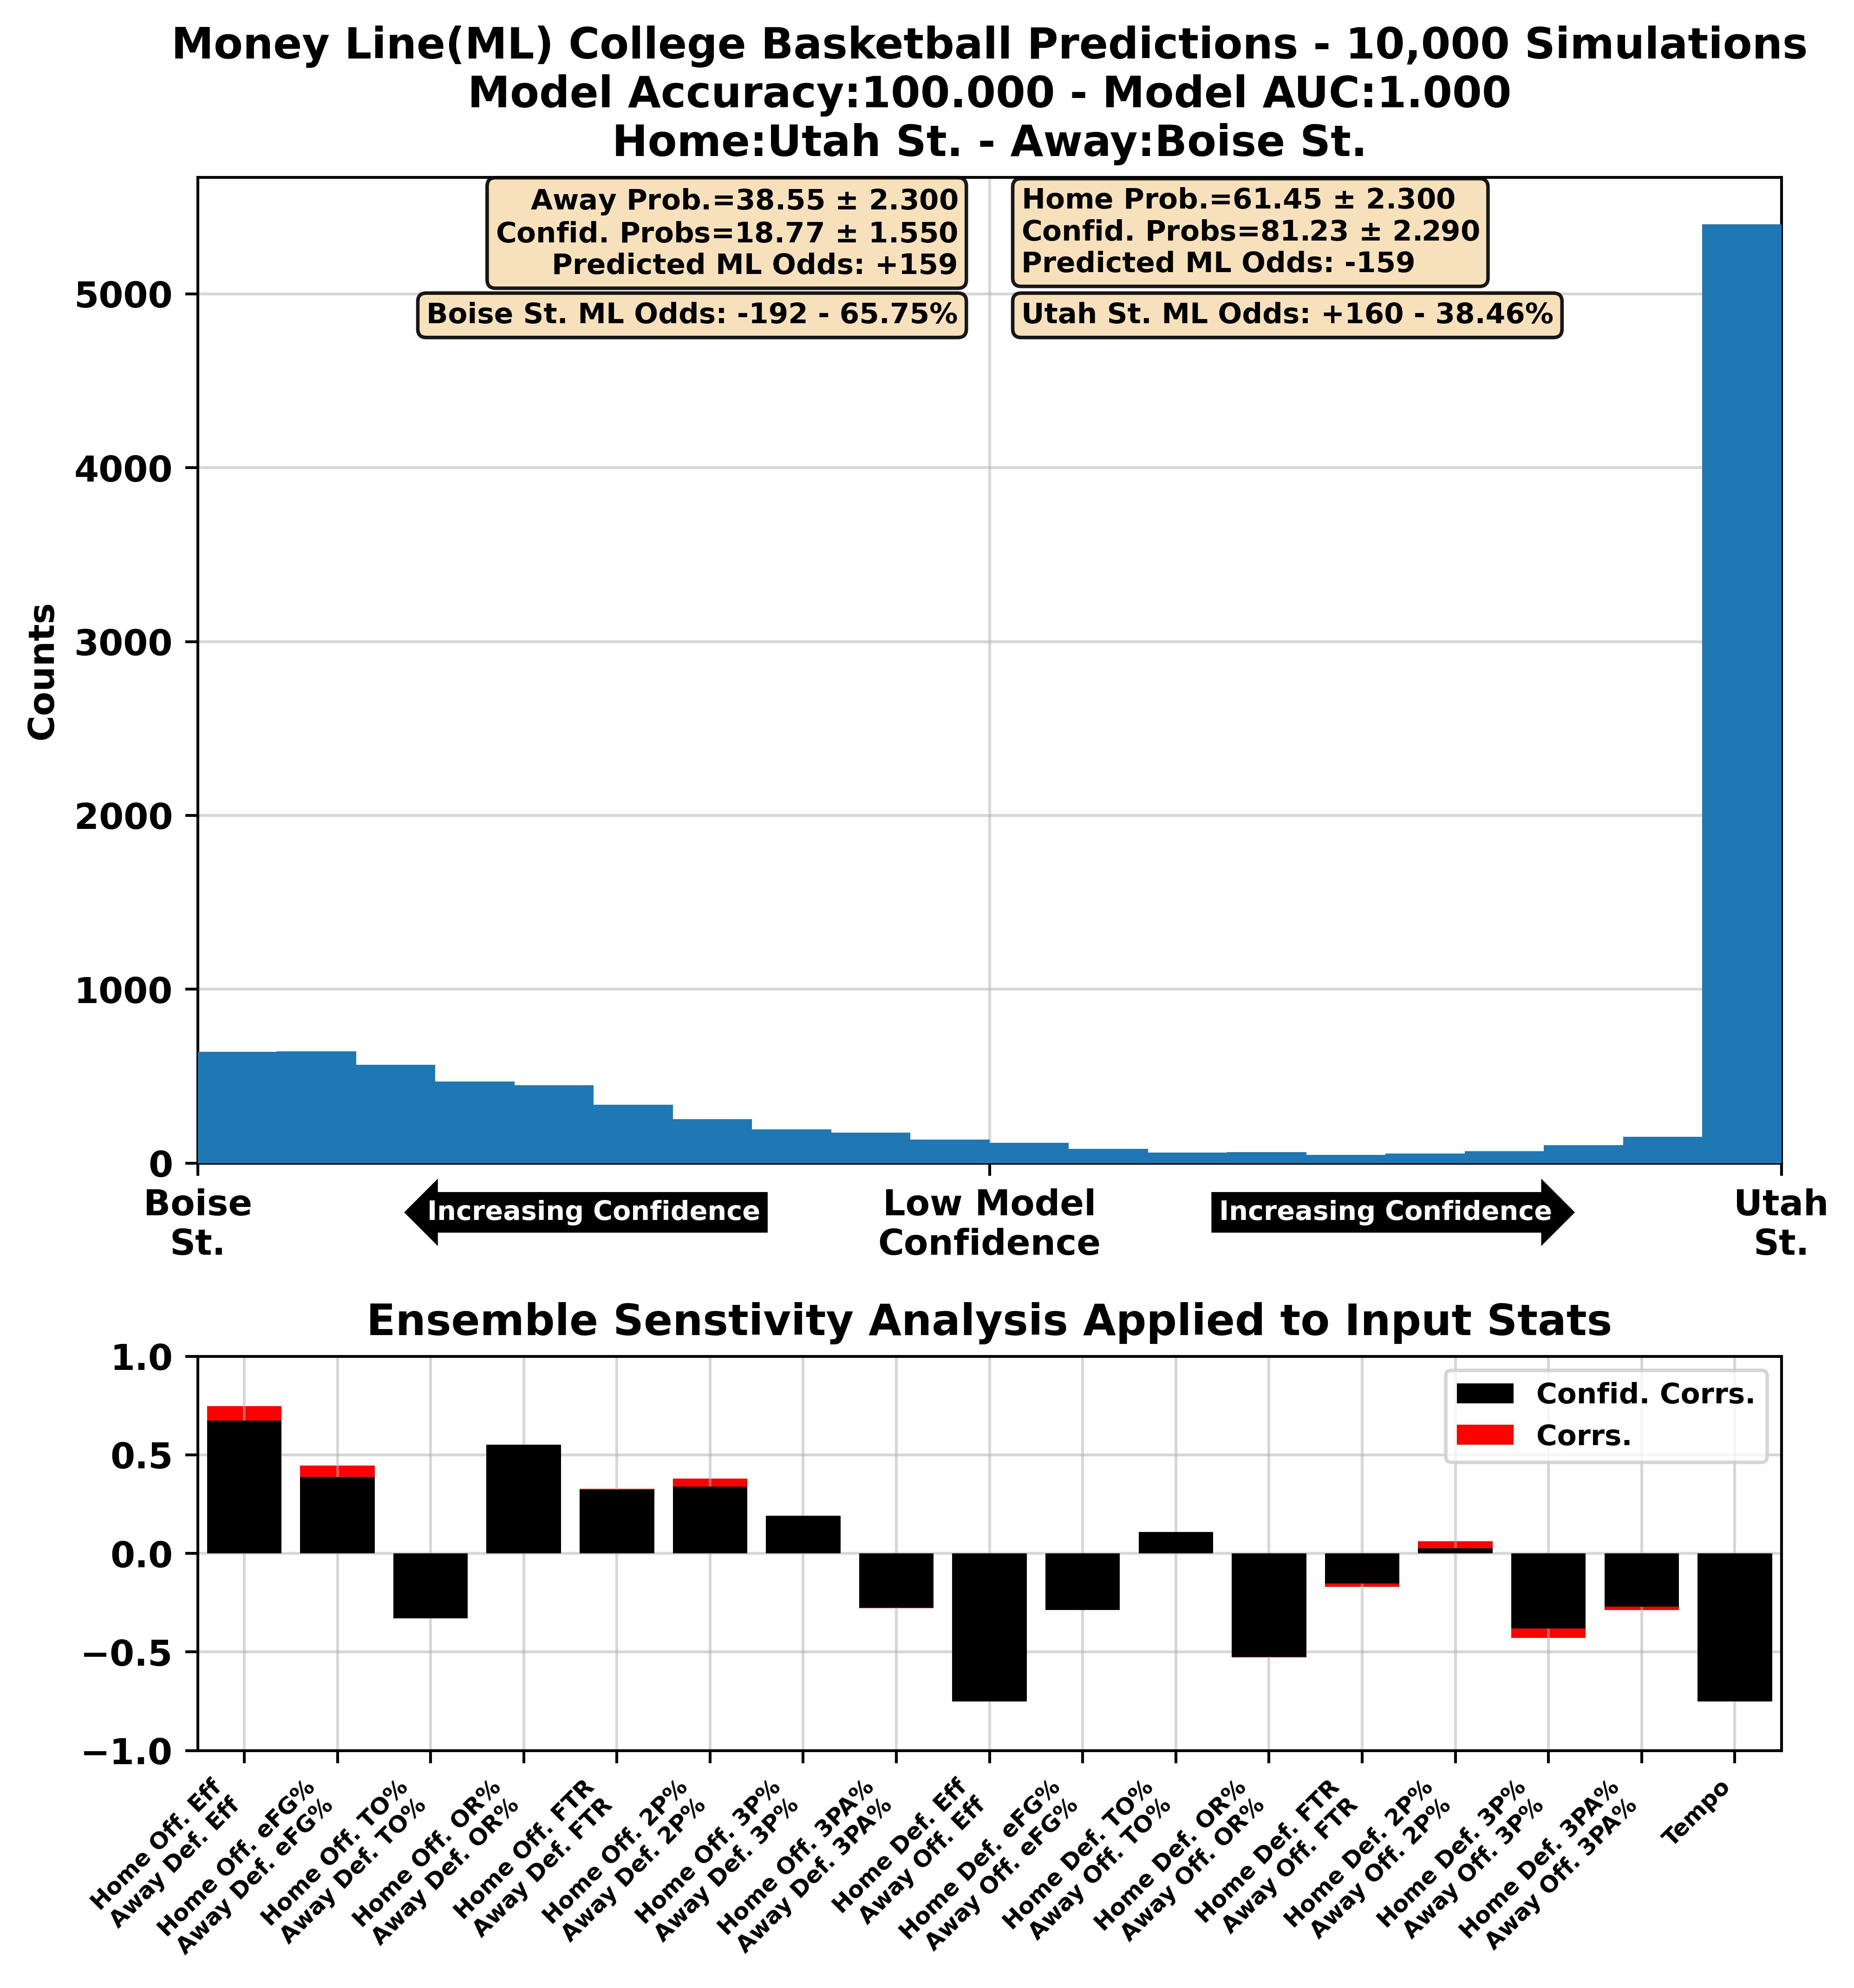 Money Line(ML) College Basketball Predictions - 10,000 Simulations
Model Accuracy:100.000 - Model AUC:1.000
Home:Utah St. - Away:Boise St.
Away Prob.=38.55 ± 2.300
Confid. Probs=18.77 ± 1.550
Predicted ML Odds: +159
Boise St. ML Odds: -192 - 65.75%
Home Prob.=61.45 ± 2.300
Confid. Probs=81.23 ± 2.290
Predicted ML Odds: -159
Utah St. ML Odds: +160 - 38.46%
Counts
5000
4000
3000
2000
1000
0
Boise
St.
Increasing Confidence
Low Model
Confidence
Increasing Confidence
Utah
St.
Ensemble Senstivity Analysis Applied to Input Stats
1.0
0.5
0.0
−0.5
−1.0
Confid. Corrs.
Corrs.
Home Off. Eff
Away Def. Eff
Home Off. eFG%
Away Def. eFG%
Home Off. TO%
Away Def. TO%
Home Off. OR%
Away Def. OR%
Home Off. FTR
Away Def. FTR
Home Off. 2P%
Away Def. 2P%
Home Off. 3P%
Away Def. 3P%
Home Off. 3PA%
Away Def. 3PA%
Home Def. Eff
Away Off. Eff
Home Def. eFG%
Away Off. eFG%
Home Def. TO%
Away Off. TO%
Home Def. OR%
Away Off. OR%
Home Def. FTR
Away Off. FTR
Home Def. 2P%
Away Off. 2P%
Home Def. 3P%
Away Off. 3P%
Home Def. 3PA%
Away Off. 3PA%
Tempo